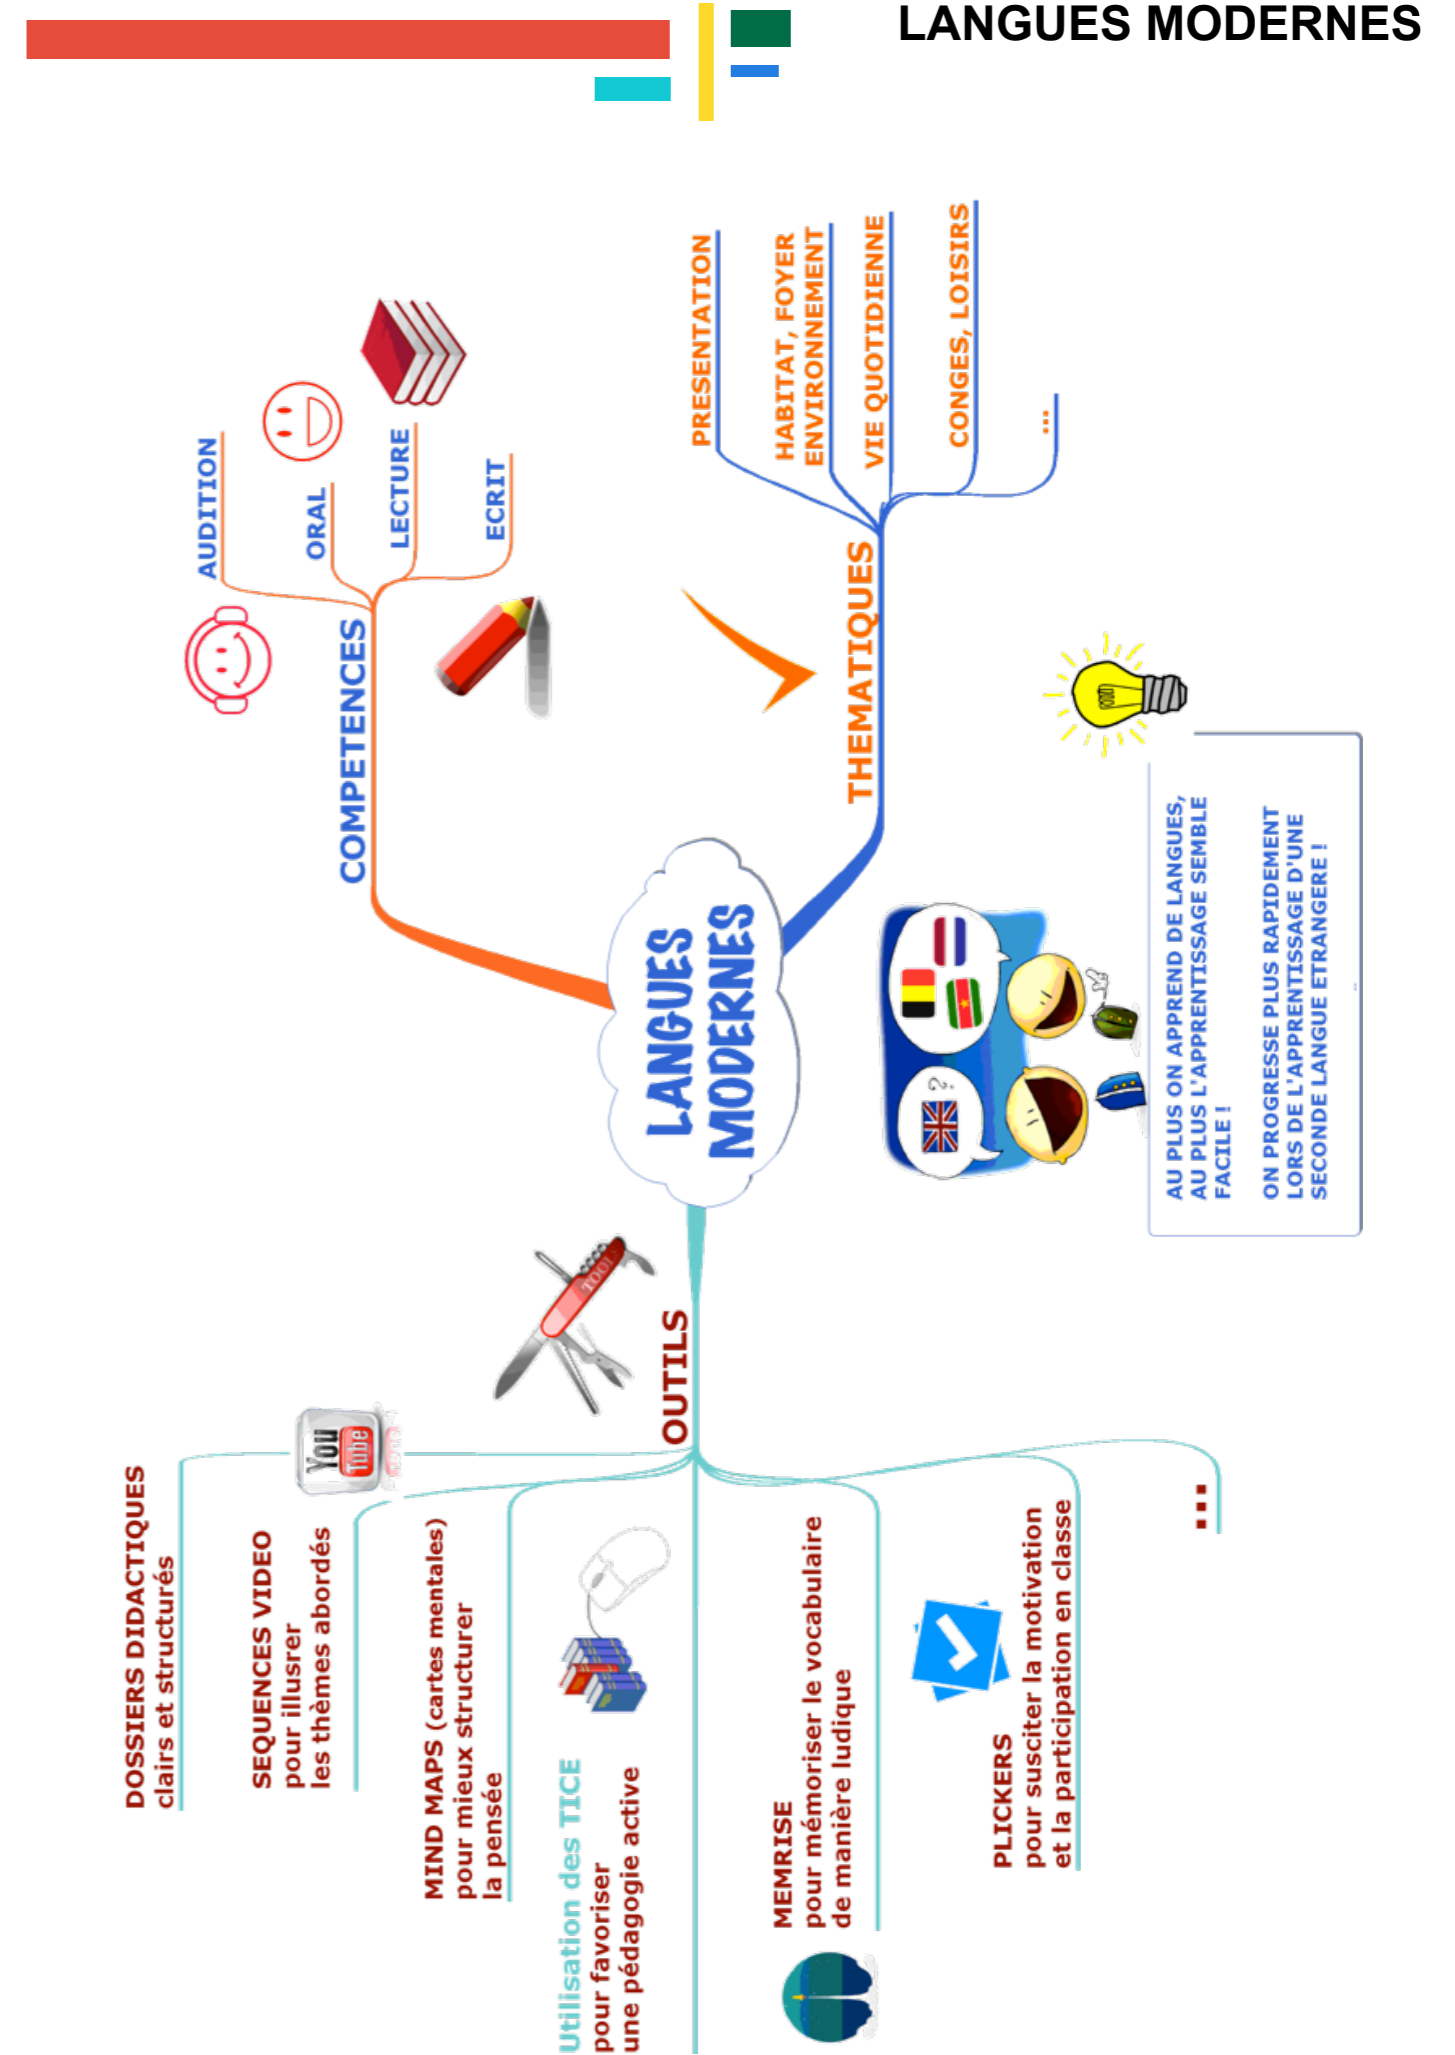 LANGUES MODERNES
LANGUES
MODERNES
COMPETENCES
AUDITION
ORAL
LECTURE
ECRIT
THEMATIQUES
PRESENTATION
HABITAT, FOYER
ENVIRONNEMENT
VIE QUOTIDIENNE
CONGES, LOISIRS
...
AU PLUS ON APPREND DE LANGUES,
AU PLUS L'APPRENTISSAGE SEMBLE
FACILE !
ON PROGRESSE PLUS RAPIDEMENT
LORS DE L'APPRENTISSAGE D'UNE
SECONDE LANGUE ETRANGERE !
?
OUTILS
TOOLS
You
Tube
DOSSIERS DIDACTIQUES
clairs et structurés
SEQUENCES VIDEO
pour illusrer
les thèmes abordés
MIND MAPS (cartes mentales)
pour mieux structurer
la pensée
Utilisation des TICE
pour favoriser
une pédagogie active
MEMRISE
pour mémoriser le vocabulaire
de manière ludique
PLICKERS
pour susciter la motivation
et la participation en classe
...